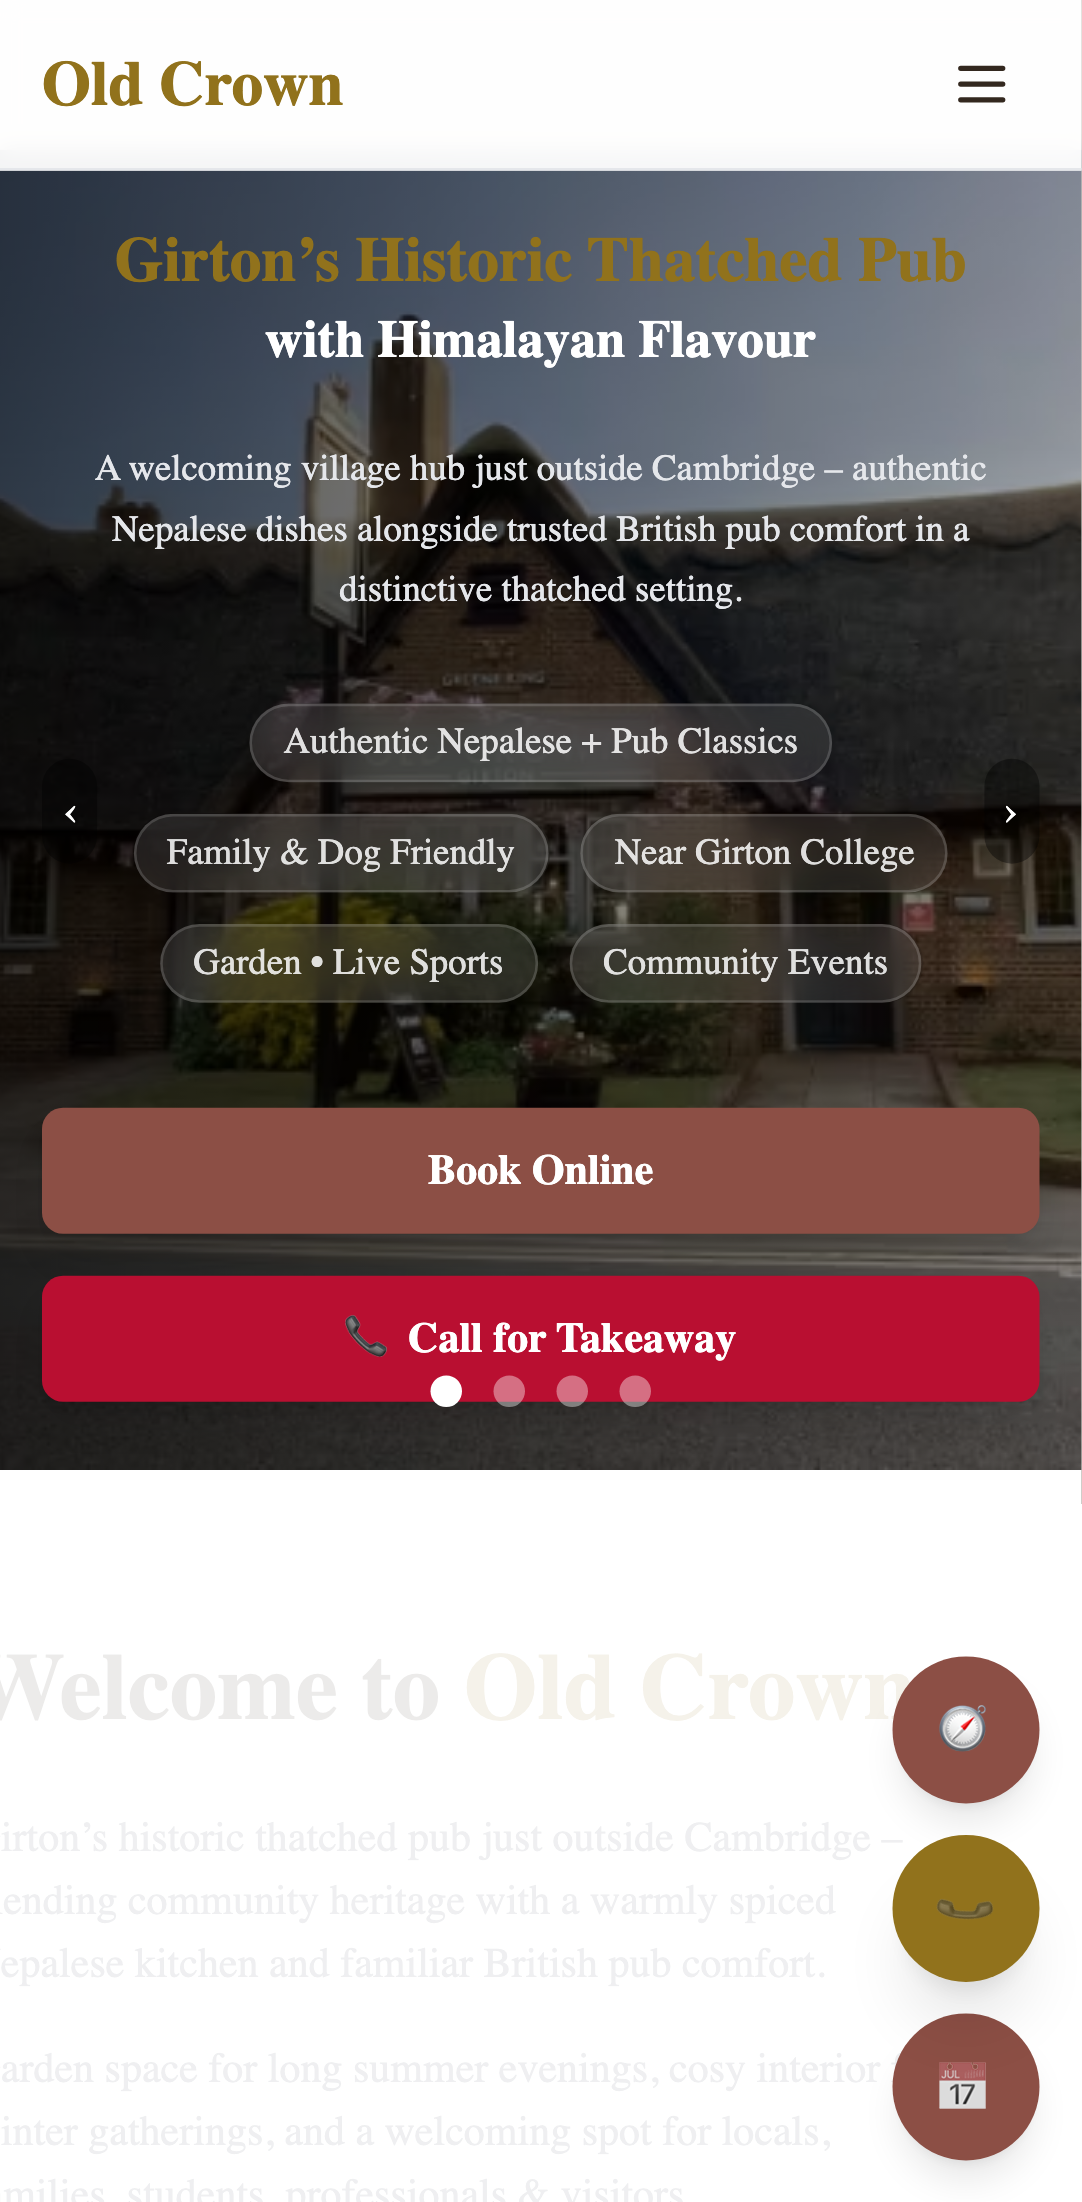 Old Crown
Girton’s Historic Thatched Pub
with Himalayan Flavour
A welcoming village hub just outside Cambridge – authentic
Nepalese dishes alongside trusted British pub comfort in a
distinctive thatched setting.
GREENE KING
Authentic Nepalese + Pub Classics
‹
›
Family & Dog Friendly
Near Girton College
Garden • Live Sports
Community Events
Book Online
📞 Call for Takeaway
Welcome to Old Crown
irton’s historic thatched pub just outside Cambridge –
ending community heritage with a warmly spiced
epalese kitchen and familiar British pub comfort.
arden space for long summer evenings, cosy interior
inter gatherings, and a welcoming spot for locals,
milies, students, professionals & visitors
JUL
17